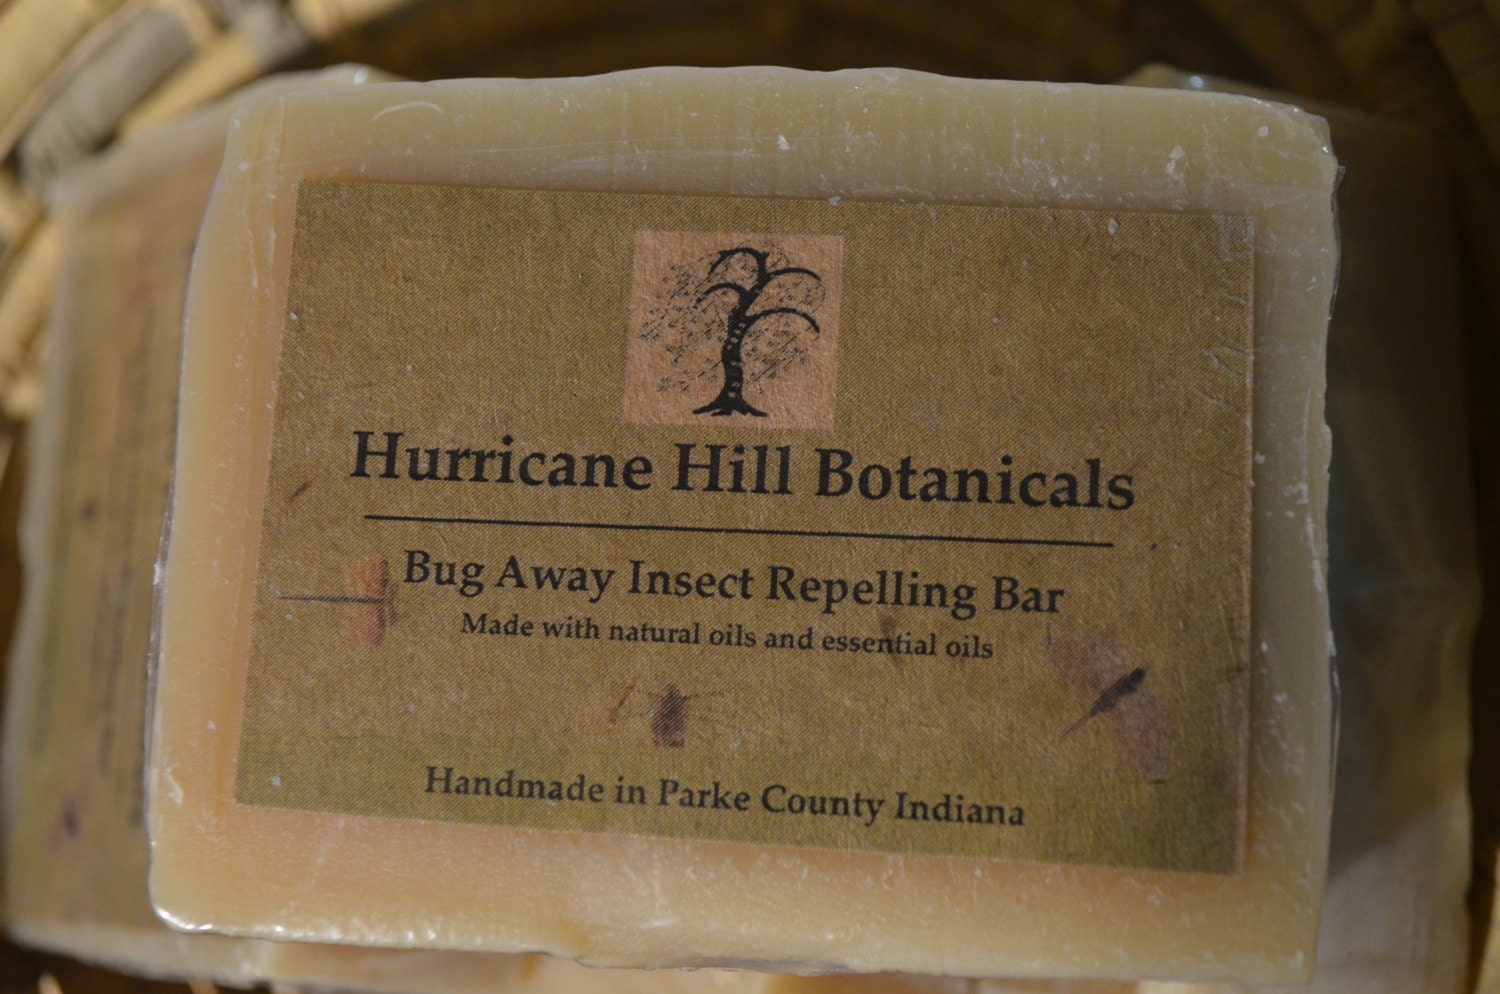 Hurricane Hill Botanicals
Bug Away Insect Repelling Bar
Made with natural oils and essential oils
Handmade in Parke County Indiana